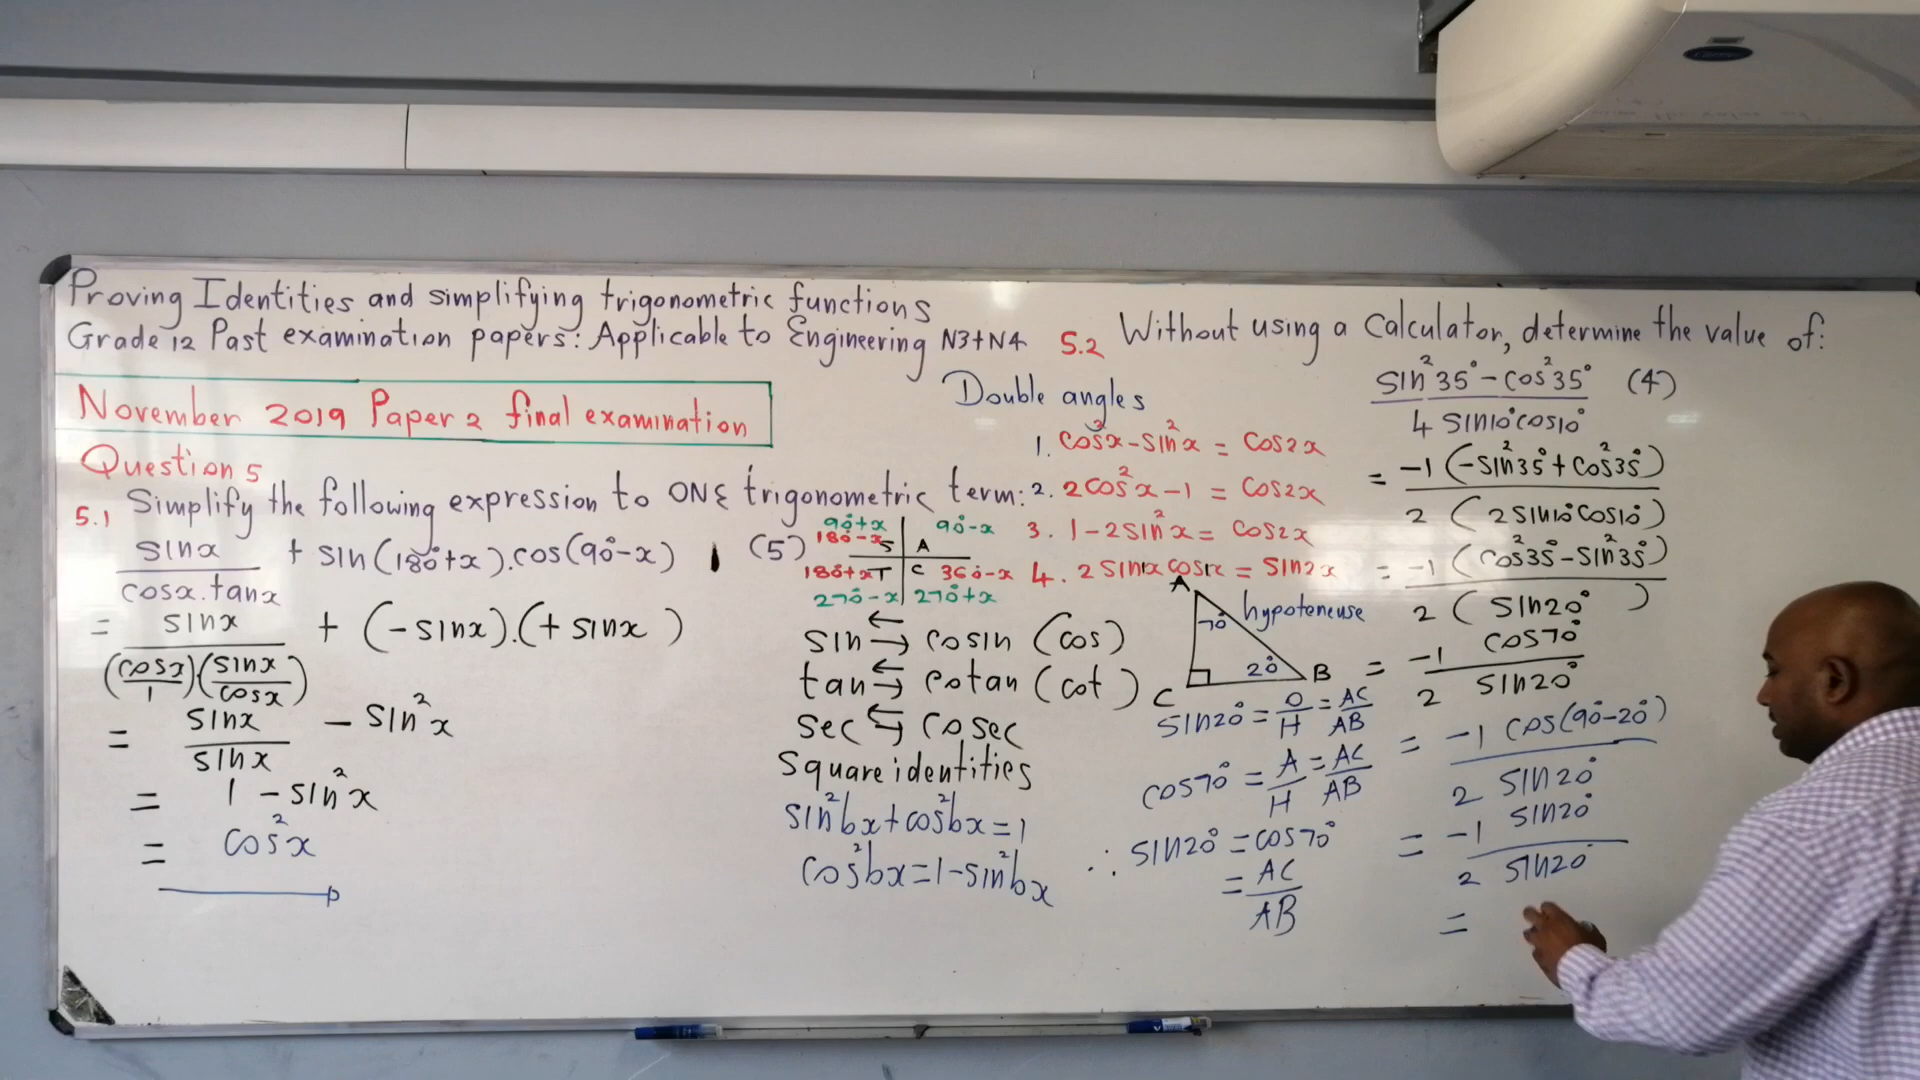 Proving Identities and simplifying trigonometric functions
Grade 12 Past examination papers: Applicable to Engineering N3+N4
November 2019 Paper 2 final examination
Question 5
5.1 Simplify the following expression to ONE trigonometric term:
sinx / cosx.tanx + sin(180°+x).cos(90°-x) (5)
= sinx / (cosx/1).(sinx/cosx) + (-sinx).(+sinx)
= sinx / sinx - sin²x
= 1 - sin²x
= cos²x
90°+x
180°-x S | A 90°-x
180°+x T | C 360°-x
270°-x | 270°+x
sin ⇄ cosin (cos)
tan ⇄ cotan (cot)
sec ⇄ cosec
Square identities
sin²bx+cos²bx=1
cos²bx=1-sin²bx
Double angles
1. cos²x-sin²x = cos2x
2. 2cos²x-1 = cos2x
3. 1-2sin²x = cos2x
4. 2sin1xcos1x = sin2x
A
70° hypoteneuse
20° B
C
sin20° = O/H = AC/AB
cos70° = A/H = AC/AB
∴ sin20° = cos70°
= AC/AB
5.2 Without using a calculator, determine the value of:
sin²35°-cos²35° / 4sin10°cos10° (4)
= -1(-sin²35°+cos²35°) / 2(2sin10°cos10°)
= -1(cos²35°-sin²35°) / 2(sin20°)
= -1 cos70° / 2 sin20°
= -1 cos(90°-20°) / 2 sin20°
= -1 sin20° / 2 sin20°
=